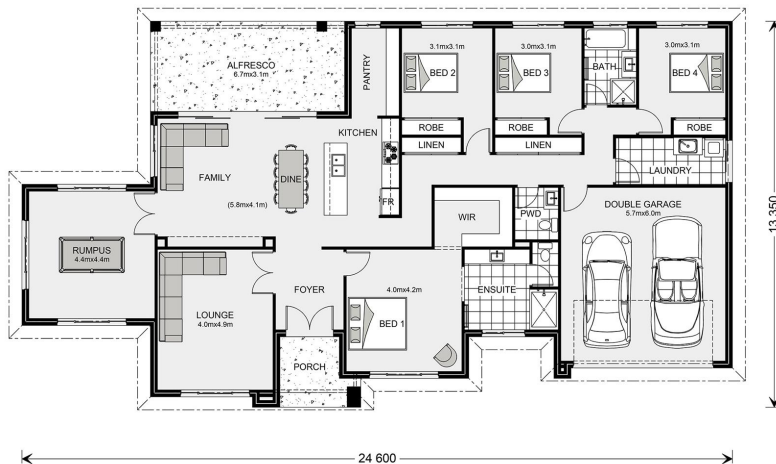 ALFRESCO
6.7mx3.1m
PANTRY
3.1mx3.1m
BED 2
3.0mx3.1m
BED 3
BATH
3.0mx3.1m
BED 4
KITCHEN
ROBE
ROBE
ROBE
LINEN
LINEN
LAUNDRY
FAMILY
DINE
(5.8mx4.1m)
FR
WIR
PWD
DOUBLE GARAGE
5.7mx6.0m
RUMPUS
4.4mx4.4m
LOUNGE
4.0mx4.9m
FOYER
4.0mx4.2m
BED 1
ENSUITE
PORCH
13 350
24 600